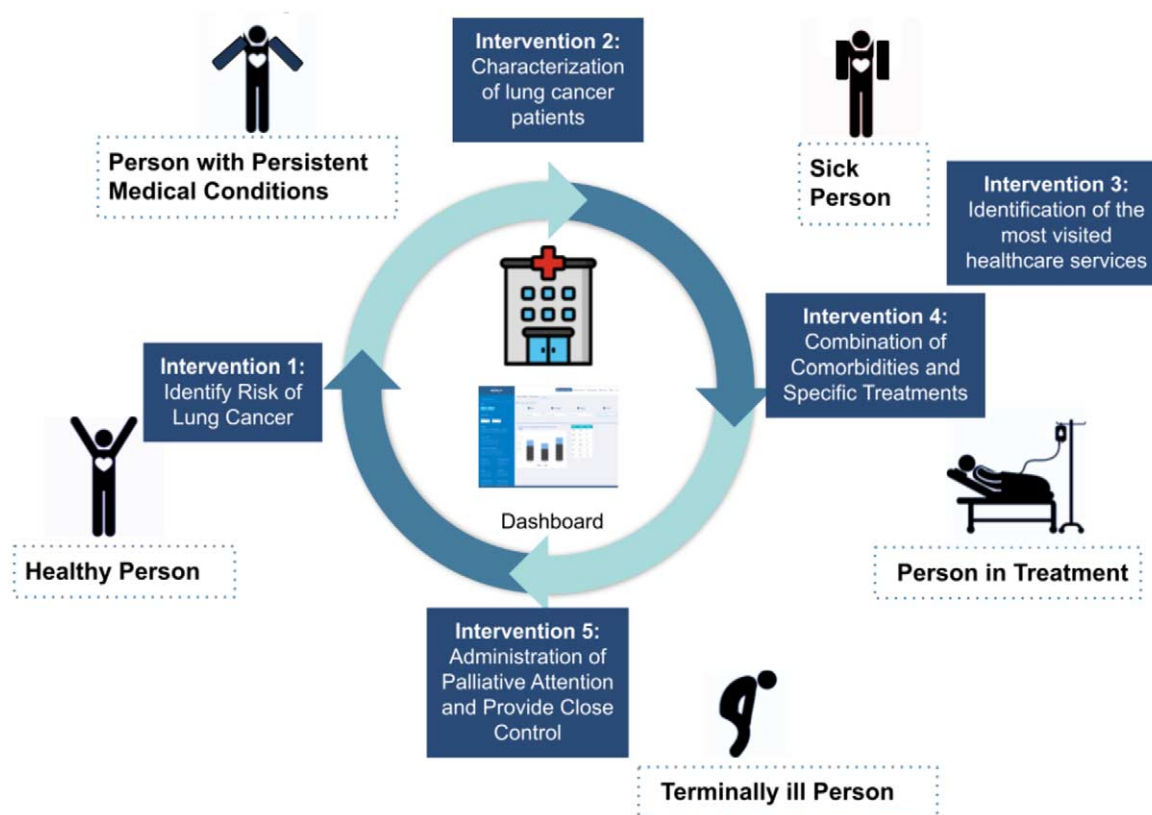 Intervention 2:
Characterization
of lung cancer
patients
Person with Persistent
Medical Conditions
Sick
Person
Intervention 3:
Identification of the
most visited
healthcare services
Intervention 4:
Combination of
Comorbidities and
Specific Treatments
Intervention 1:
Identify Risk of
Lung Cancer
Dashboard
Healthy Person
Person in Treatment
Intervention 5:
Administration of
Palliative Attention
and Provide Close
Control
Terminally ill Person